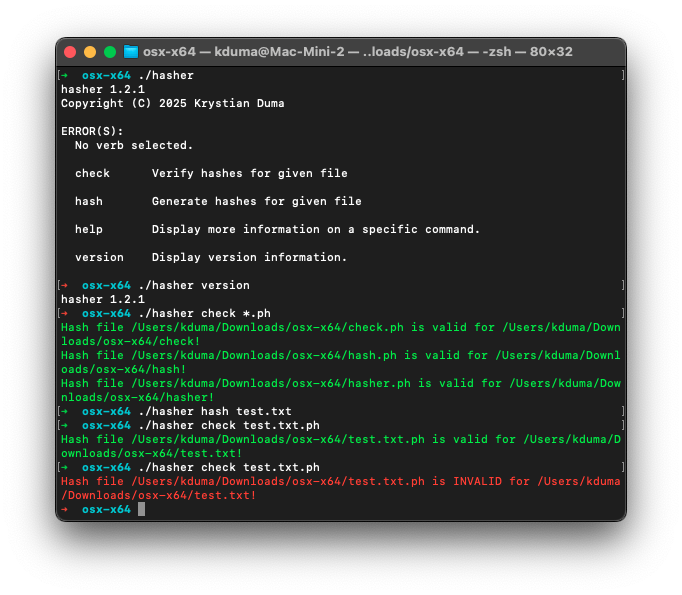 osx-x64 — kduma@Mac-Mini-2 — ..loads/osx-x64 — -zsh — 80×32
[➜  osx-x64 ./hasher ]
hasher 1.2.1
Copyright (C) 2025 Krystian Duma
ERROR(S):
  No verb selected.
  check      Verify hashes for given file
  hash       Generate hashes for given file
  help       Display more information on a specific command.
  version    Display version information.
[➜  osx-x64 ./hasher version ]
hasher 1.2.1
[➜  osx-x64 ./hasher check *.ph ]
Hash file /Users/kduma/Downloads/osx-x64/check.ph is valid for /Users/kduma/Down
loads/osx-x64/check!
Hash file /Users/kduma/Downloads/osx-x64/hash.ph is valid for /Users/kduma/Downl
oads/osx-x64/hash!
Hash file /Users/kduma/Downloads/osx-x64/hasher.ph is valid for /Users/kduma/Dow
nloads/osx-x64/hasher!
[➜  osx-x64 ./hasher hash test.txt ]
[➜  osx-x64 ./hasher check test.txt.ph ]
Hash file /Users/kduma/Downloads/osx-x64/test.txt.ph is valid for /Users/kduma/D
ownloads/osx-x64/test.txt!
[➜  osx-x64 ./hasher check test.txt.ph ]
Hash file /Users/kduma/Downloads/osx-x64/test.txt.ph is INVALID for /Users/kduma
/Downloads/osx-x64/test.txt!
➜  osx-x64